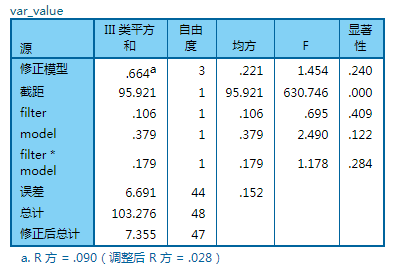 var_value
源 III 类平方和 自由度 均方 F 显著性
修正模型 .664a 3 .221 1.454 .240
截距 95.921 1 95.921 630.746 .000
filter .106 1 .106 .695 .409
model .379 1 .379 2.490 .122
filter * model .179 1 .179 1.178 .284
误差 6.691 44 .152
总计 103.276 48
修正后总计 7.355 47
a. R 方 = .090（调整后 R 方 = .028）